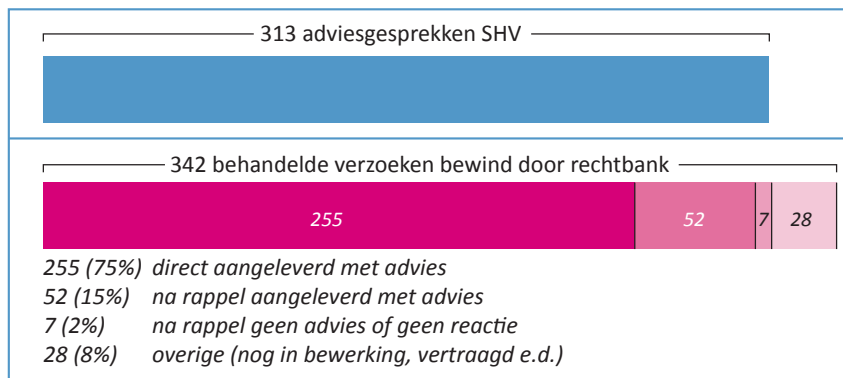 313 adviesgesprekken SHV
342 behandelde verzoeken bewind door rechtbank
255 52 7 28
255 (75%) direct aangeleverd met advies
52 (15%) na rappel aangeleverd met advies
7 (2%) na rappel geen advies of geen reactie
28 (8%) overige (nog in bewerking, vertraagd e.d.)